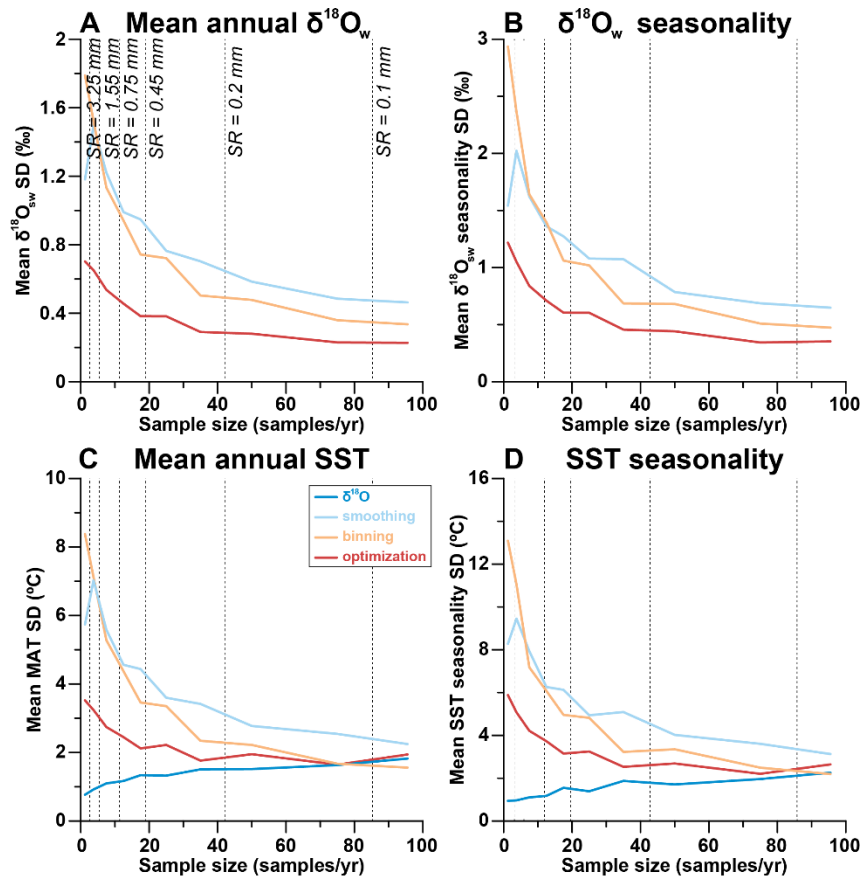 A Mean annual δ¹⁸Ow
Mean δ¹⁸Osw SD (‰)
2
1.6
1.2
0.8
0.4
0
SR = 3.25 mm
SR = 1.55 mm
SR = 0.75 mm
SR = 0.45 mm
SR = 0.2 mm
SR = 0.1 mm
0 20 40 60 80 100
Sample size (samples/yr)
B δ¹⁸Ow seasonality
Mean δ¹⁸Osw seasonality SD (‰)
3
2
1
0
0 20 40 60 80 100
Sample size (samples/yr)
C Mean annual SST
Mean MAT SD (ºC)
10
8
6
4
2
0
δ¹⁸O
smoothing
binning
optimization
0 20 40 60 80 100
Sample size (samples/yr)
D SST seasonality
Mean SST seasonality SD (ºC)
16
12
8
4
0
0 20 40 60 80 100
Sample size (samples/yr)